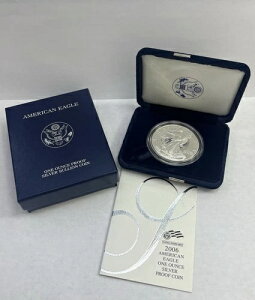 AMERICAN EAGLE
ONE OUNCE PROOF
SILVER BULLION COIN
2006
AMERICAN
EAGLE
ONE OUNCE
SILVER
PROOF COIN